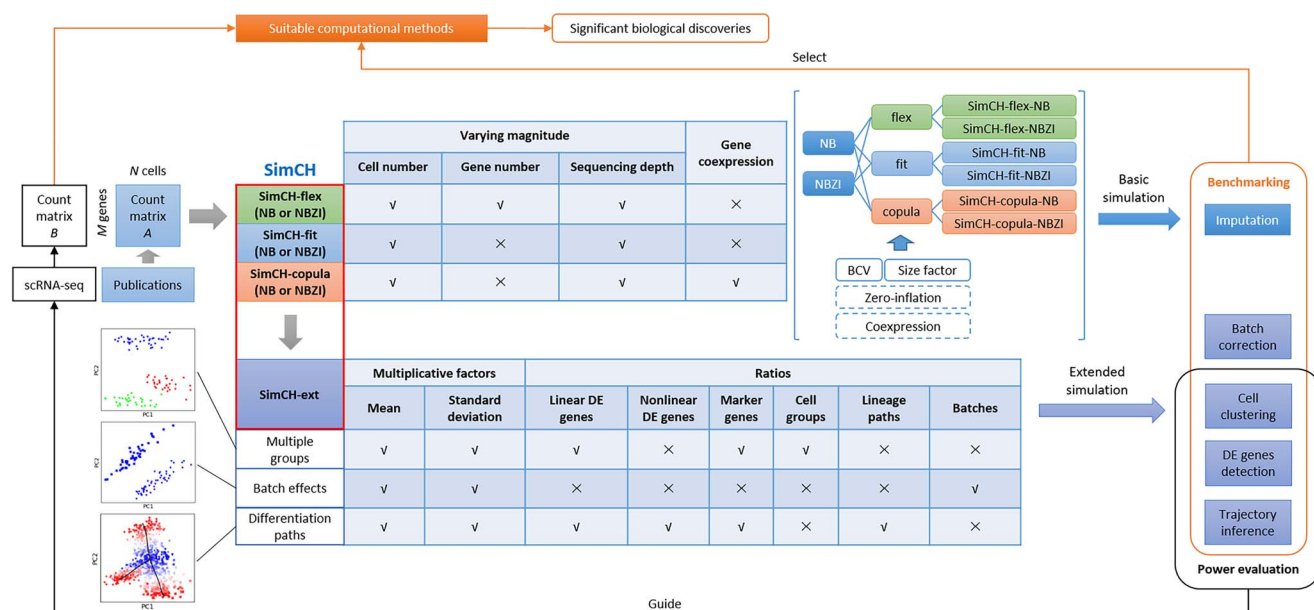 Suitable computational methods
Significant biological discoveries
Select
N cells
M genes
Count
matrix
B
Count
matrix
A
scRNA-seq
Publications
SimCH
Varying magnitude
Gene
coexpression
Cell number
Gene number
Sequencing depth
SimCH-flex
(NB or NBZI)
√
√
√
×
SimCH-fit
(NB or NBZI)
√
×
√
×
SimCH-copula
(NB or NBZI)
√
×
√
√
NB
NBZI
flex
fit
copula
SimCH-flex-NB
SimCH-flex-NBZI
SimCH-fit-NB
SimCH-fit-NBZI
SimCH-copula-NB
SimCH-copula-NBZI
BCV
Size factor
Zero-inflation
Coexpression
Basic
simulation
Benchmarking
Imputation
Batch
correction
Cell
clustering
DE genes
detection
Trajectory
inference
Power evaluation
Extended
simulation
SimCH-ext
Multiplicative factors
Ratios
Mean
Standard
deviation
Linear DE
genes
Nonlinear
DE genes
Marker
genes
Cell
groups
Lineage
paths
Batches
Multiple
groups
√
√
√
×
√
√
×
×
Batch effects
√
√
×
×
×
×
×
√
Differentiation
paths
√
√
√
√
√
×
√
×
PC2
PC1
PC2
PC1
PC2
PC1
Guide